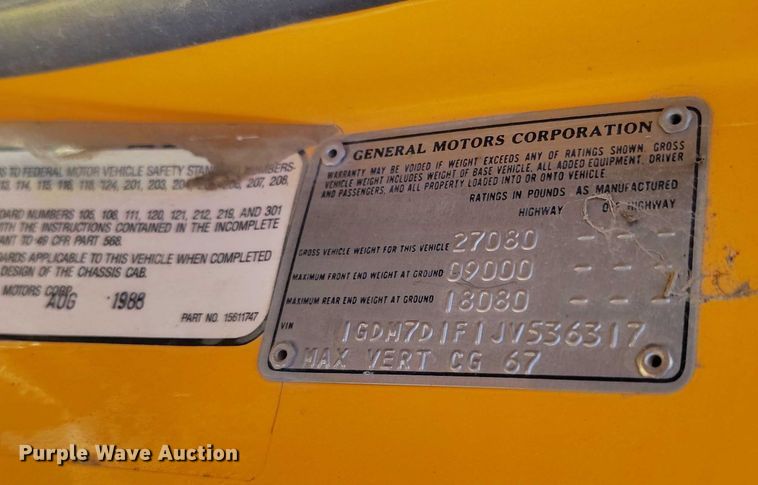 S TO FEDERAL MOTOR VEHICLE SAFETY
114, 115, 116, 118, 124, 201, 203, 207, 208,
ARD NUMBERS 105, 108, 111, 120, 121, 212, 219, AND 301
ITH THE INSTRUCTIONS CONTAINED IN THE INCOMPLETE
ANT TO 49 CFR PART 568.
ARDS APPLICABLE TO THIS VEHICLE WHEN COMPLETED
DESIGN OF THE CHASSIS CAB.
MOTORS CORP.
AUG 1988
PART NO. 15611747
GENERAL MOTORS CORPORATION
WARRANTY MAY BE VOIDED IF WEIGHT EXCEEDS ANY OF RATINGS SHOWN. GROSS
VEHICLE WEIGHT INCLUDES WEIGHT OF BASE VEHICLE, ALL ADDED EQUIPMENT, DRIVER
AND PASSENGERS, AND ALL PROPERTY LOADED INTO OR ONTO VEHICLE.
RATINGS IN POUNDS AS MANUFACTURED
HIGHWAY OFF HIGHWAY
GROSS VEHICLE WEIGHT FOR THIS VEHICLE 27080 - - -
MAXIMUM FRONT END WEIGHT AT GROUND 09000 - - -
MAXIMUM REAR END WEIGHT AT GROUND 18080 - - -
VIN 1GDM7D1F1JV536317
MAX VERT CG 67
Purple Wave Auction